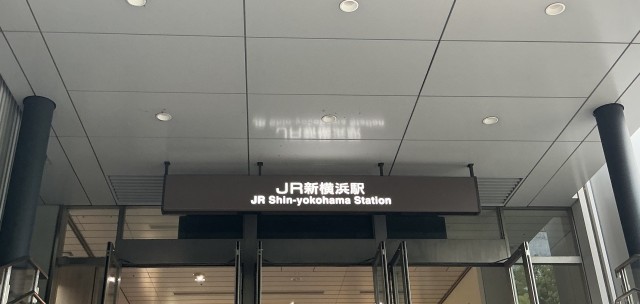 JR新横浜駅
JR Shin-yokohama Station